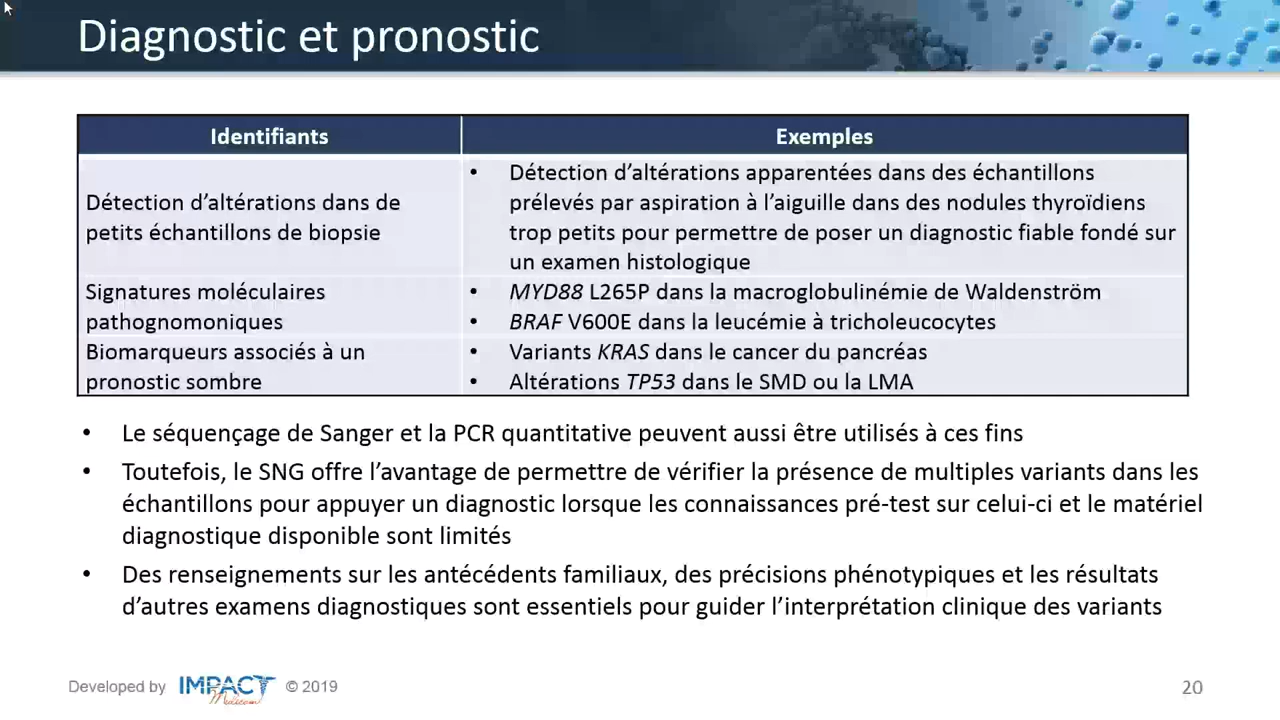 Diagnostic et pronostic
Identifiants
Exemples
Détection d’altérations dans de
petits échantillons de biopsie
• Détection d’altérations apparentées dans des échantillons
prélevés par aspiration à l’aiguille dans des nodules thyroïdiens
trop petits pour permettre de poser un diagnostic fiable fondé sur
un examen histologique
Signatures moléculaires
pathognomoniques
• MYD88 L265P dans la macroglobulinémie de Waldenström
• BRAF V600E dans la leucémie à tricholeucocytes
Biomarqueurs associés à un
pronostic sombre
• Variants KRAS dans le cancer du pancréas
• Altérations TP53 dans le SMD ou la LMA
• Le séquençage de Sanger et la PCR quantitative peuvent aussi être utilisés à ces fins
• Toutefois, le SNG offre l’avantage de permettre de vérifier la présence de multiples variants dans les
échantillons pour appuyer un diagnostic lorsque les connaissances pré-test sur celui-ci et le matériel
diagnostique disponible sont limités
• Des renseignements sur les antécédents familiaux, des précisions phénotypiques et les résultats
d’autres examens diagnostiques sont essentiels pour guider l’interprétation clinique des variants
Developed by IMPACT Medicom © 2019
20